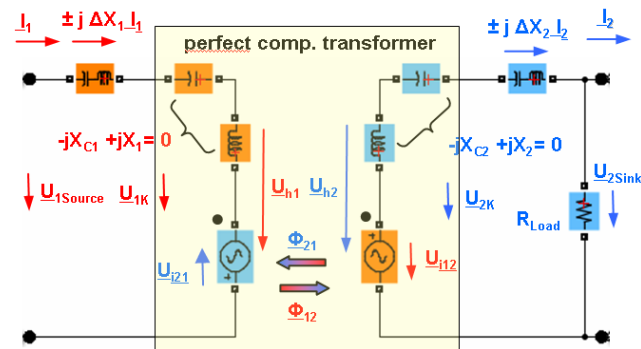 I1
± j ΔX1 I1
perfect comp. transformer
± j ΔX2 I2
I2
-jXC1 +jX1= 0
-jXC2 +jX2= 0
U1Source
U1K
Uh1
Uh2
U2K
U2Sink
RLoad
Φ21
Ui21
Ui12
Φ12
+
+